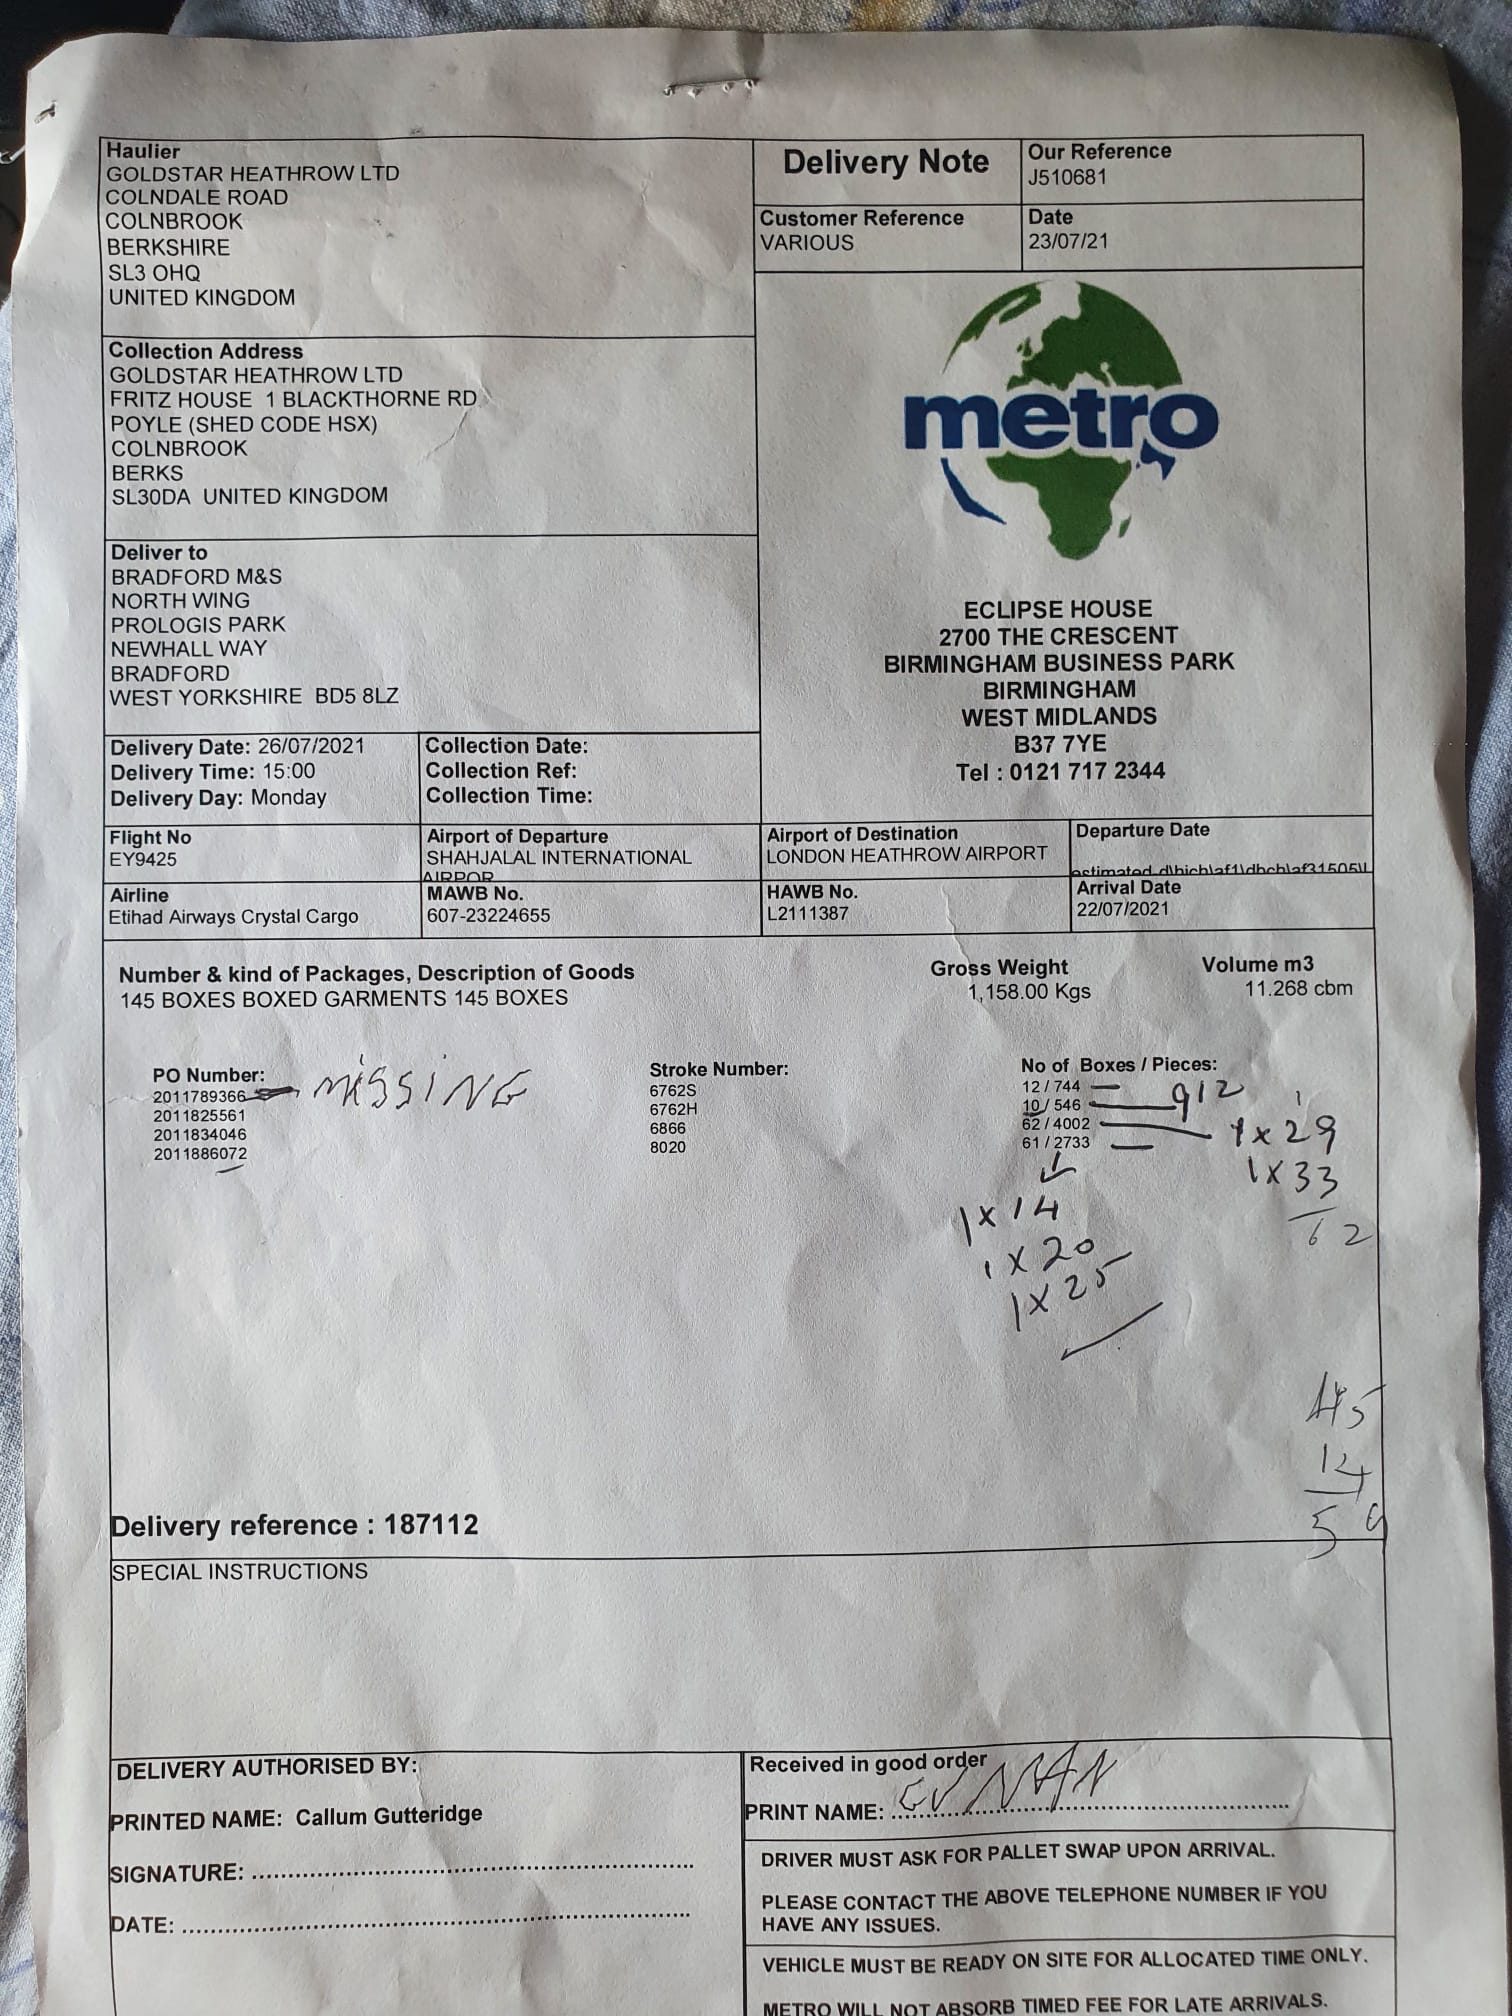 Haulier
GOLDSTAR HEATHROW LTD
COLNDALE ROAD
COLNBROOK
BERKSHIRE
SL3 OHQ
UNITED KINGDOM
Delivery Note
Our Reference
J510681
Customer Reference
VARIOUS
Date
23/07/21
Collection Address
GOLDSTAR HEATHROW LTD
FRITZ HOUSE 1 BLACKTHORNE RD
POYLE (SHED CODE HSX)
COLNBROOK
BERKS
SL30DA UNITED KINGDOM
metro
Deliver to
BRADFORD M&S
NORTH WING
PROLOGIS PARK
NEWHALL WAY
BRADFORD
WEST YORKSHIRE BD5 8LZ
ECLIPSE HOUSE
2700 THE CRESCENT
BIRMINGHAM BUSINESS PARK
BIRMINGHAM
WEST MIDLANDS
B37 7YE
Tel : 0121 717 2344
Delivery Date: 26/07/2021
Delivery Time: 15:00
Delivery Day: Monday
Collection Date:
Collection Ref:
Collection Time:
Flight No
EY9425
Airport of Departure
SHAHJALAL INTERNATIONAL
AIRPOR
Airport of Destination
LONDON HEATHROW AIRPORT
Departure Date
estimated d\hich\af1\dbch\af31505\l
Airline
Etihad Airways Crystal Cargo
MAWB No.
607-23224655
HAWB No.
L2111387
Arrival Date
22/07/2021
Number & kind of Packages, Description of Goods
145 BOXES BOXED GARMENTS 145 BOXES
Gross Weight
1,158.00 Kgs
Volume m3
11.268 cbm
PO Number:
2011789366 MISSING
2011825561
2011834046
2011886072
Stroke Number:
6762S
6762H
6866
8020
No of Boxes / Pieces:
12 / 744
10 / 546 912
62 / 4002 1x29
61 / 2733 1x33
62
1x14
1x20
1x25
45
14
59
Delivery reference : 187112
SPECIAL INSTRUCTIONS
DELIVERY AUTHORISED BY:
PRINTED NAME: Callum Gutteridge
SIGNATURE:
DATE:
Received in good order
PRINT NAME:
DRIVER MUST ASK FOR PALLET SWAP UPON ARRIVAL.
PLEASE CONTACT THE ABOVE TELEPHONE NUMBER IF YOU
HAVE ANY ISSUES.
VEHICLE MUST BE READY ON SITE FOR ALLOCATED TIME ONLY.
METRO WILL NOT ABSORB TIMED FEE FOR LATE ARRIVALS.